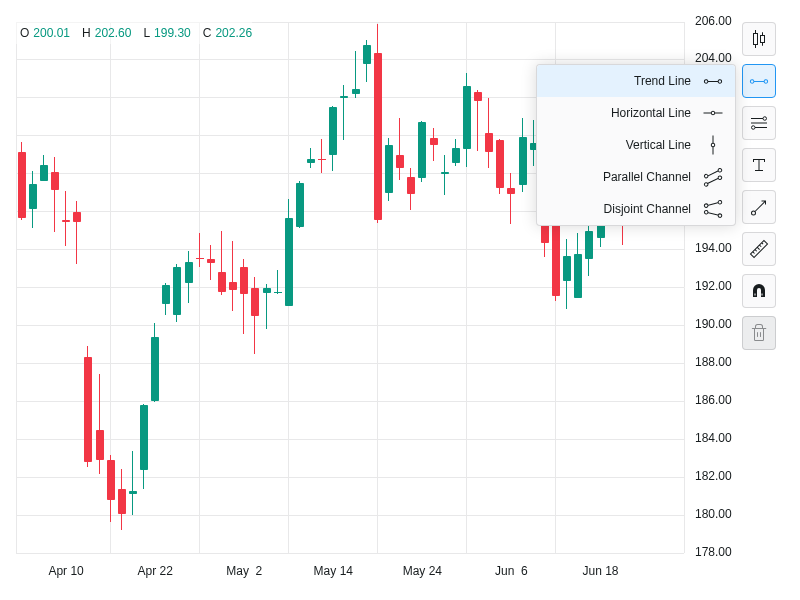 O 200.01 H 202.60 L 199.30 C 202.26
206.00
204.00
Trend Line
Horizontal Line
Vertical Line
Parallel Channel
Disjoint Channel
194.00
192.00
190.00
188.00
186.00
184.00
182.00
180.00
178.00
Apr 10 Apr 22 May 2 May 14 May 24 Jun 6 Jun 18